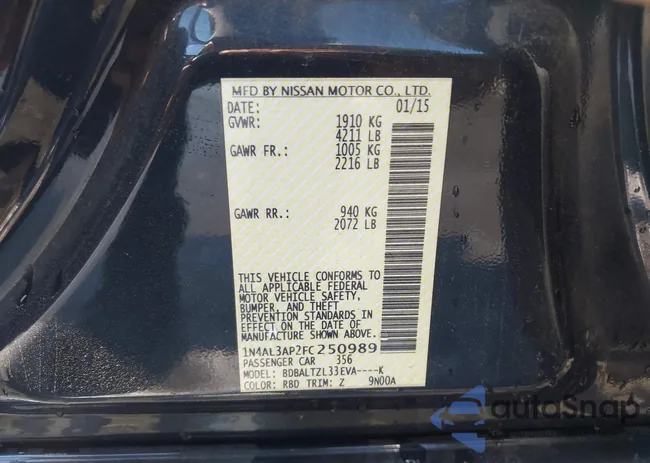 MFD BY NISSAN MOTOR CO., LTD.
DATE: 01/15
GVWR: 1910 KG
4211 LB
GAWR FR.: 1005 KG
2216 LB
GAWR RR.: 940 KG
2072 LB
THIS VEHICLE CONFORMS TO
ALL APPLICABLE FEDERAL
MOTOR VEHICLE SAFETY,
BUMPER, AND THEFT
PREVENTION STANDARDS IN
EFFECT ON THE DATE OF
MANUFACTURE SHOWN ABOVE.
1N4AL3AP2FC250989
PASSENGER CAR 356
MODEL: BDBALTZL33EVA----K
COLOR: RBD TRIM: Z 9N00A
autoSnap